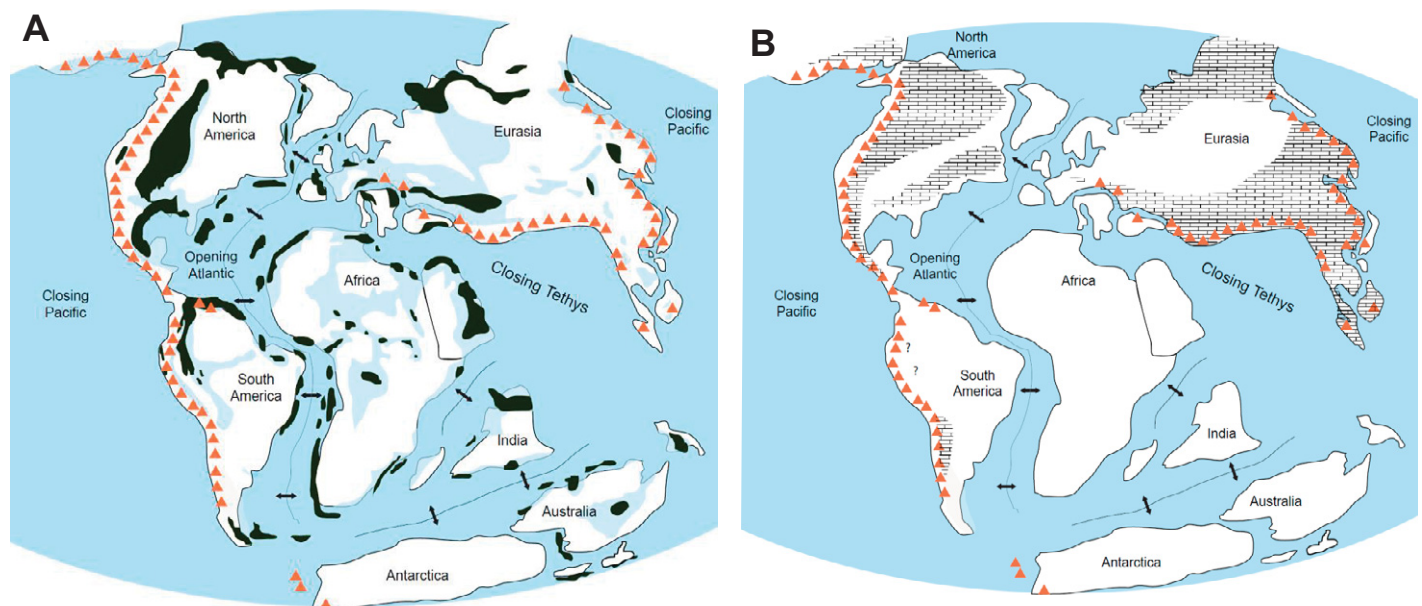 A
North
America
Eurasia
Closing
Pacific
Opening
Atlantic
Africa
Closing Tethys
Closing
Pacific
South
America
India
Australia
Antarctica
B
North
America
Closing
Pacific
Eurasia
Opening
Atlantic
Africa
Closing Tethys
Closing
Pacific
?
?
South
America
India
Australia
Antarctica